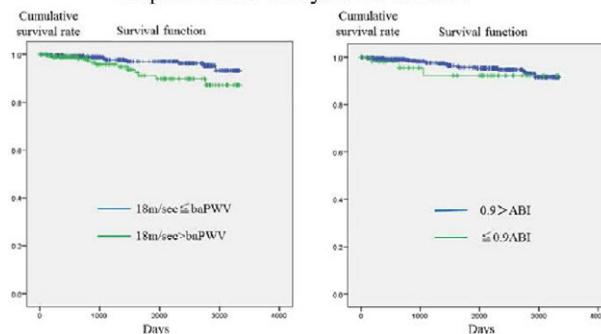 Cumulative
survival rate
Survival function
1.0
0.8
0.6
0.4
0.2
0.0
18m/sec≦baPWV
18m/sec>baPWV
0
1000
2000
3000
4000
Days
Cumulative
survival rate
Survival function
1.0
0.8
0.6
0.4
0.2
0.0
0.9>ABI
≦0.9ABI
0
1000
2000
3000
400
Days